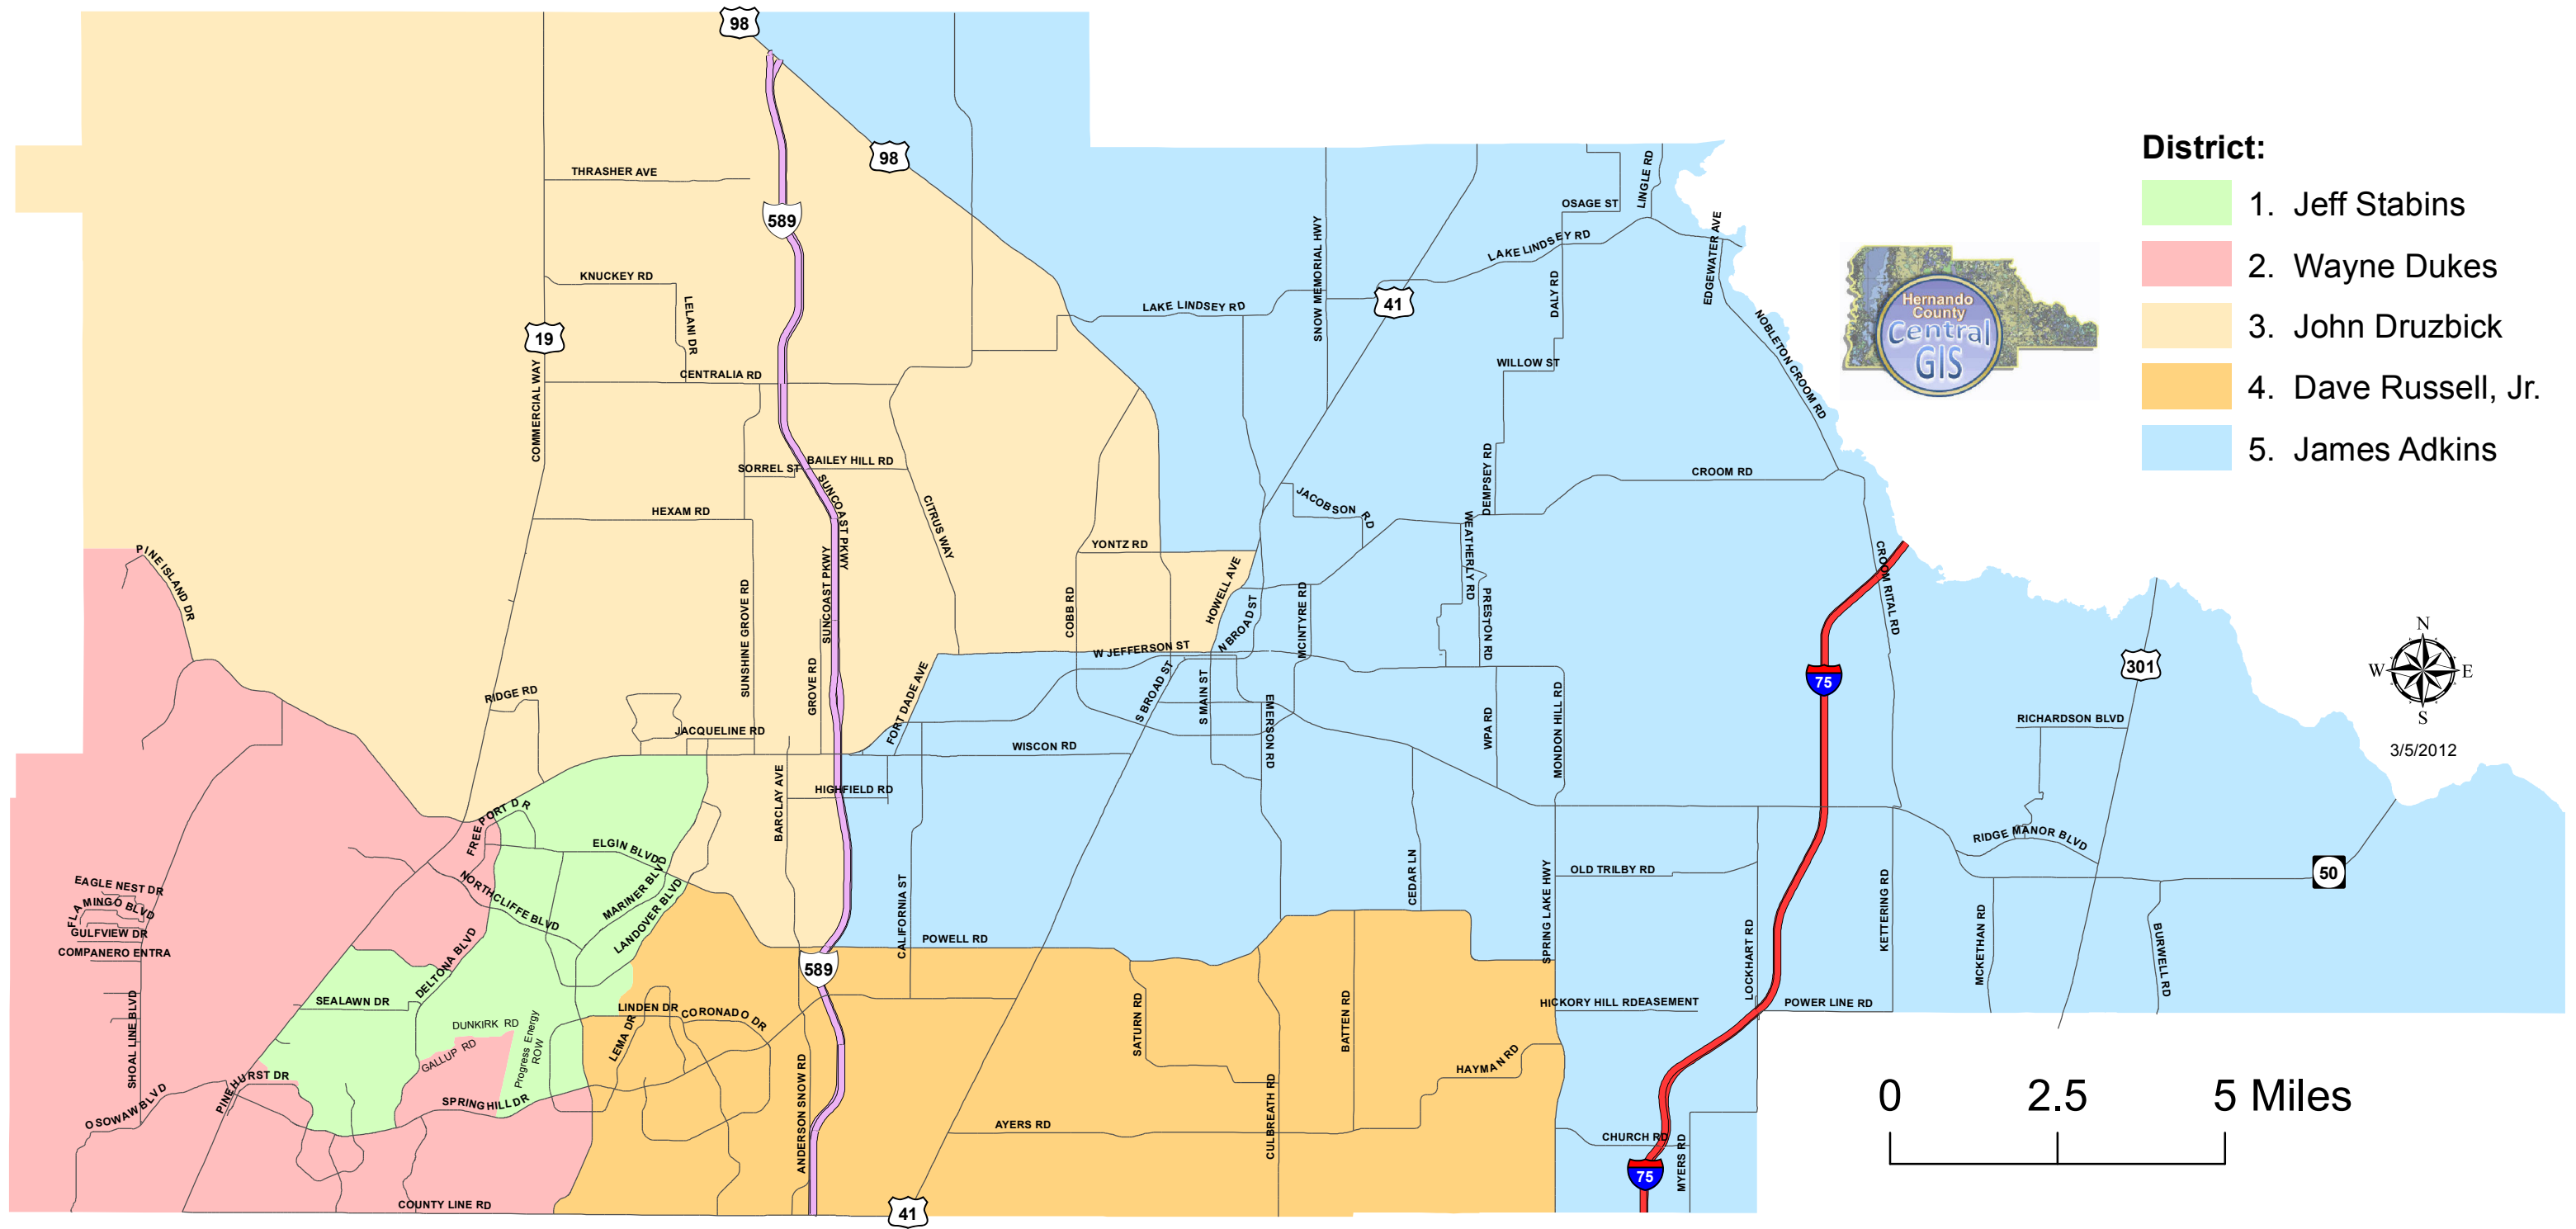 98
98
THRASHER AVE
589
KNUCKEY RD
LELANI DR
19
COMMERCIAL WAY
CENTRALIA RD
SORREL ST
BAILEY HILL RD
SUNCOAST PKWY
CITRUS WAY
HEXAM RD
SUNSHINE GROVE RD
SUNCOAST PKWY
GROVE RD
PINE ISLAND DR
RIDGE RD
JACQUELINE RD
FORT DADE AVE
COBB RD
YONTZ RD
HOWELL AVE
W JEFFERSON ST
N BROAD ST
S BROAD ST
S MAIN ST
EMERSON RD
MCINTYRE RD
WISCON RD
HIGHFIELD RD
BARCLAY AVE
LAKE LINDSEY RD
SNOW MEMORIAL HWY
41
LAKE LINDSEY RD
OSAGE ST
LINGLE RD
EDGEWATER AVE
DALY RD
WILLOW ST
NOBLETON CROOM RD
DEMPSEY RD
CROOM RD
JACOBSON RD
WEATHERLY RD
PRESTON RD
CROOM RITAL RD
WPA RD
MONDON HILL RD
75
301
RICHARDSON BLVD
RIDGE MANOR BLVD
50
OLD TRILBY RD
SPRING LAKE HWY
CEDAR LN
LOCKHART RD
KETTERING RD
MCKETHAN RD
BURWELL RD
HICKORY HILL RD
EASEMENT
POWER LINE RD
CHURCH RD
MYERS RD
75
FREEPORT DR
ELGIN BLVD
NORTHCLIFFE BLVD
MARINER BLVD
LANDOVER BLVD
DELTONA BLVD
SEALAWN DR
DUNKIRK RD
GALLUP RD
Progress Energy
ROW
EAGLE NEST DR
FLAMINGO BLVD
GULFVIEW DR
COMPANERO ENTRA
SHOAL LINE BLVD
OSOWAW BLVD
PINEHURST DR
SPRING HILL DR
COUNTY LINE RD
LINDEN DR
LEMA DR
CORONADO DR
589
ANDERSON SNOW RD
CALIFORNIA ST
POWELL RD
SATURN RD
CULBREATH RD
BATTEN RD
HAYMAN RD
AYERS RD
41
District:
1. Jeff Stabins
2. Wayne Dukes
3. John Druzbick
4. Dave Russell, Jr.
5. James Adkins
Hernando
County
Central
GIS
N
W E
S
3/5/2012
0 2.5 5 Miles